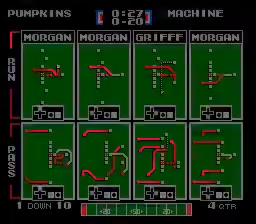 PUMPKINS 0:27 MACHINE
0-20
MORGAN MORGAN GRIFFF MORGAN
RUN
PASS
1 DOWN 10 4 QTR